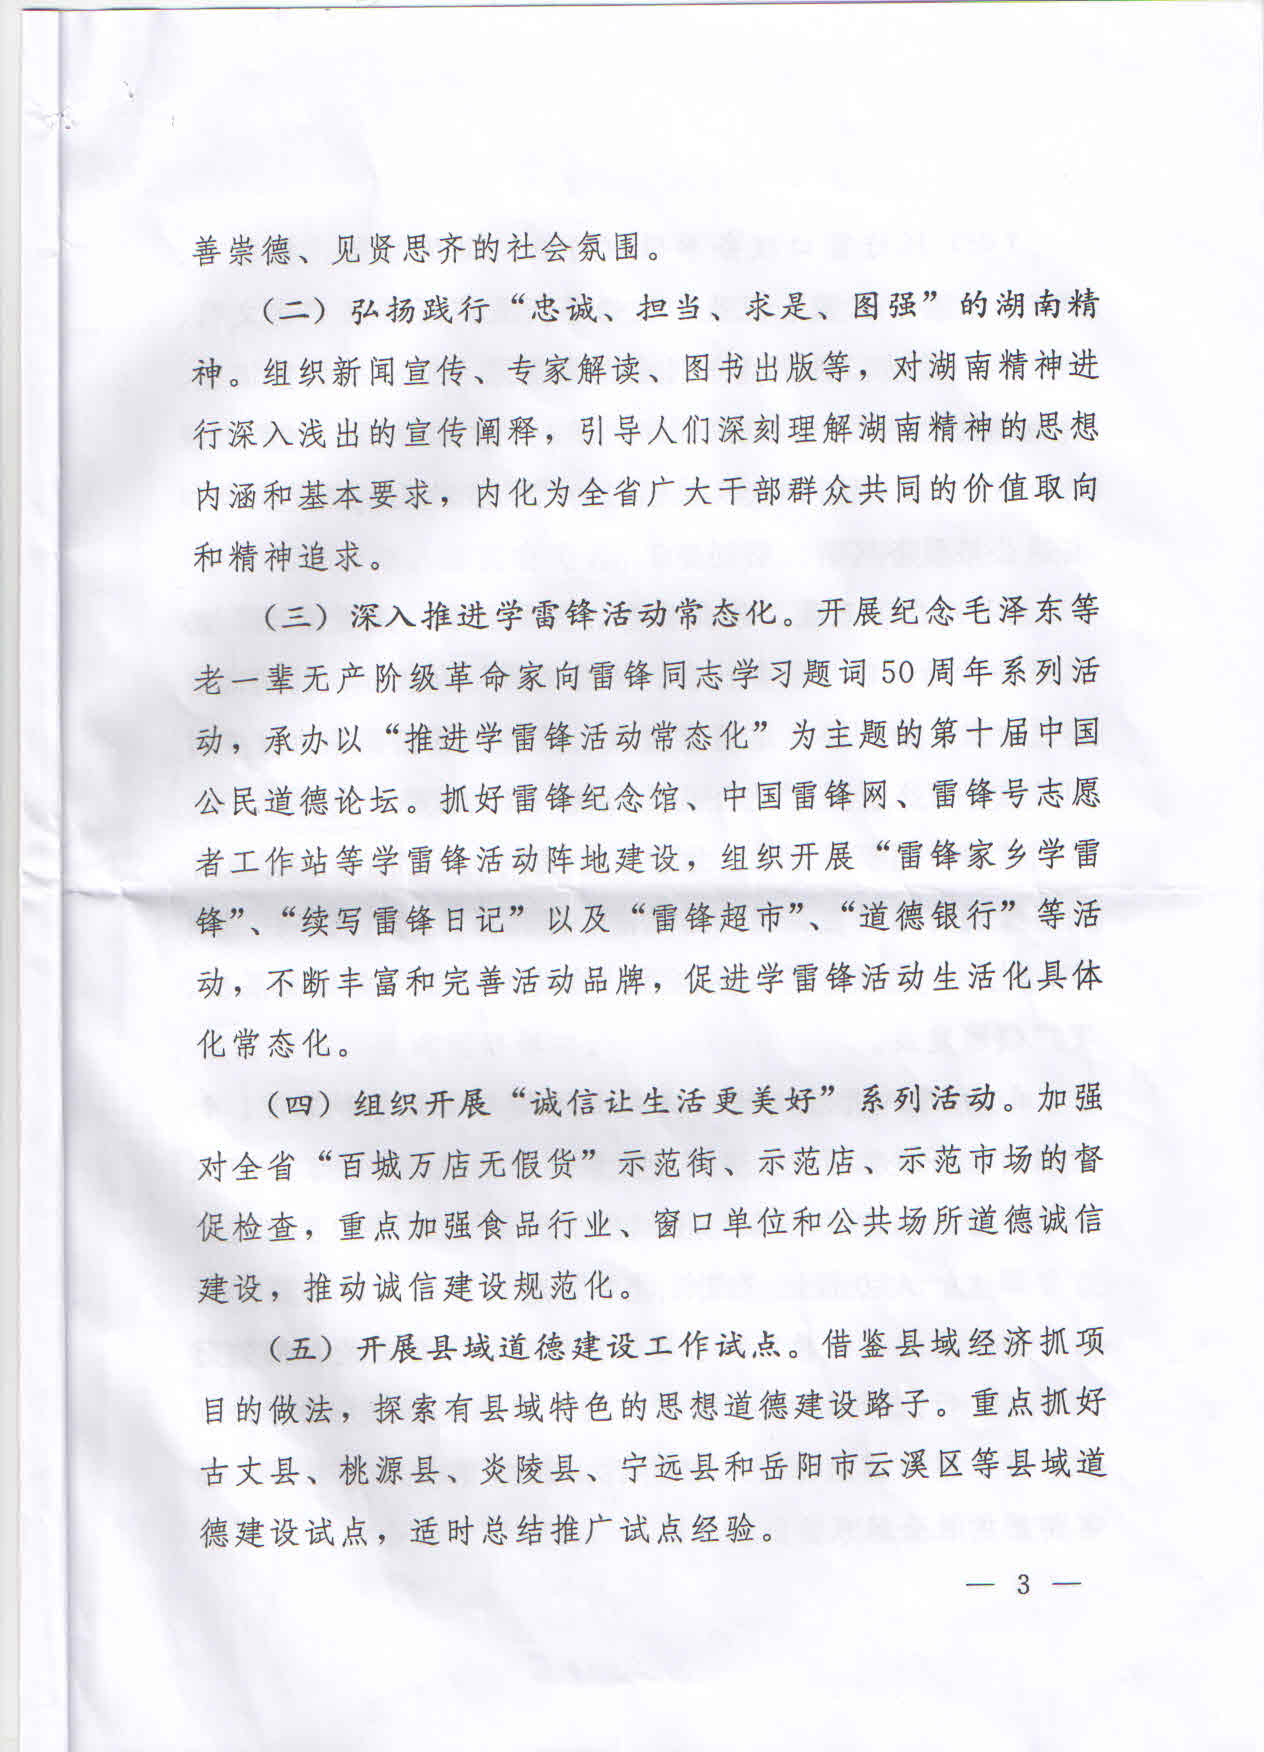 善崇德、见贤思齐的社会氛围。
（二）弘扬践行“忠诚、担当、求是、图强”的湖南精
神。组织新闻宣传、专家解读、图书出版等，对湖南精神进
行深入浅出的宣传阐释，引导人们深刻理解湖南精神的思想
内涵和基本要求，内化为全省广大干部群众共同的价值取向
和精神追求。
（三）深入推进学雷锋活动常态化。开展纪念毛泽东等
老一辈无产阶级革命家向雷锋同志学习题词50周年系列活
动，承办以“推进学雷锋活动常态化”为主题的第十届中国
公民道德论坛。抓好雷锋纪念馆、中国雷锋网、雷锋号志愿
者工作站等学雷锋活动阵地建设，组织开展“雷锋家乡学雷
锋”、“续写雷锋日记”以及“雷锋超市”、“道德银行”等活
动，不断丰富和完善活动品牌，促进学雷锋活动生活化具体
化常态化。
（四）组织开展“诚信让生活更美好”系列活动。加强
对全省“百城万店无假货”示范街、示范店、示范市场的督
促检查，重点加强食品行业、窗口单位和公共场所道德诚信
建设，推动诚信建设规范化。
（五）开展县域道德建设工作试点。借鉴县域经济抓项
目的做法，探索有县域特色的思想道德建设路子。重点抓好
古丈县、桃源县、炎陵县、宁远县和岳阳市云溪区等县域道
德建设试点，适时总结推广试点经验。
— 3 —